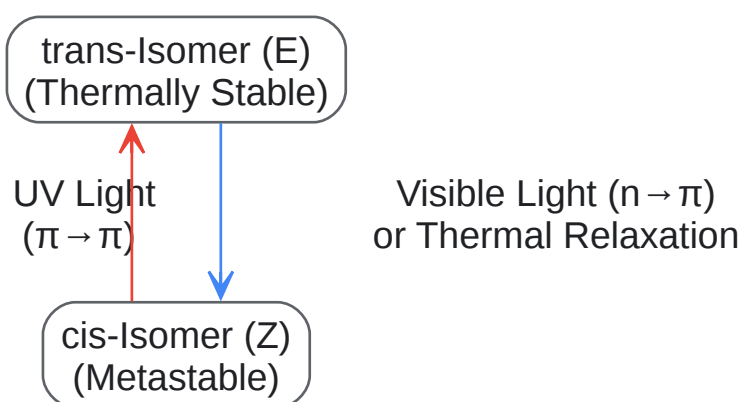 trans-Isomer (E)
(Thermally Stable)
UV Light
(π→π)
Visible Light (n→π)
or Thermal Relaxation
cis-Isomer (Z)
(Metastable)